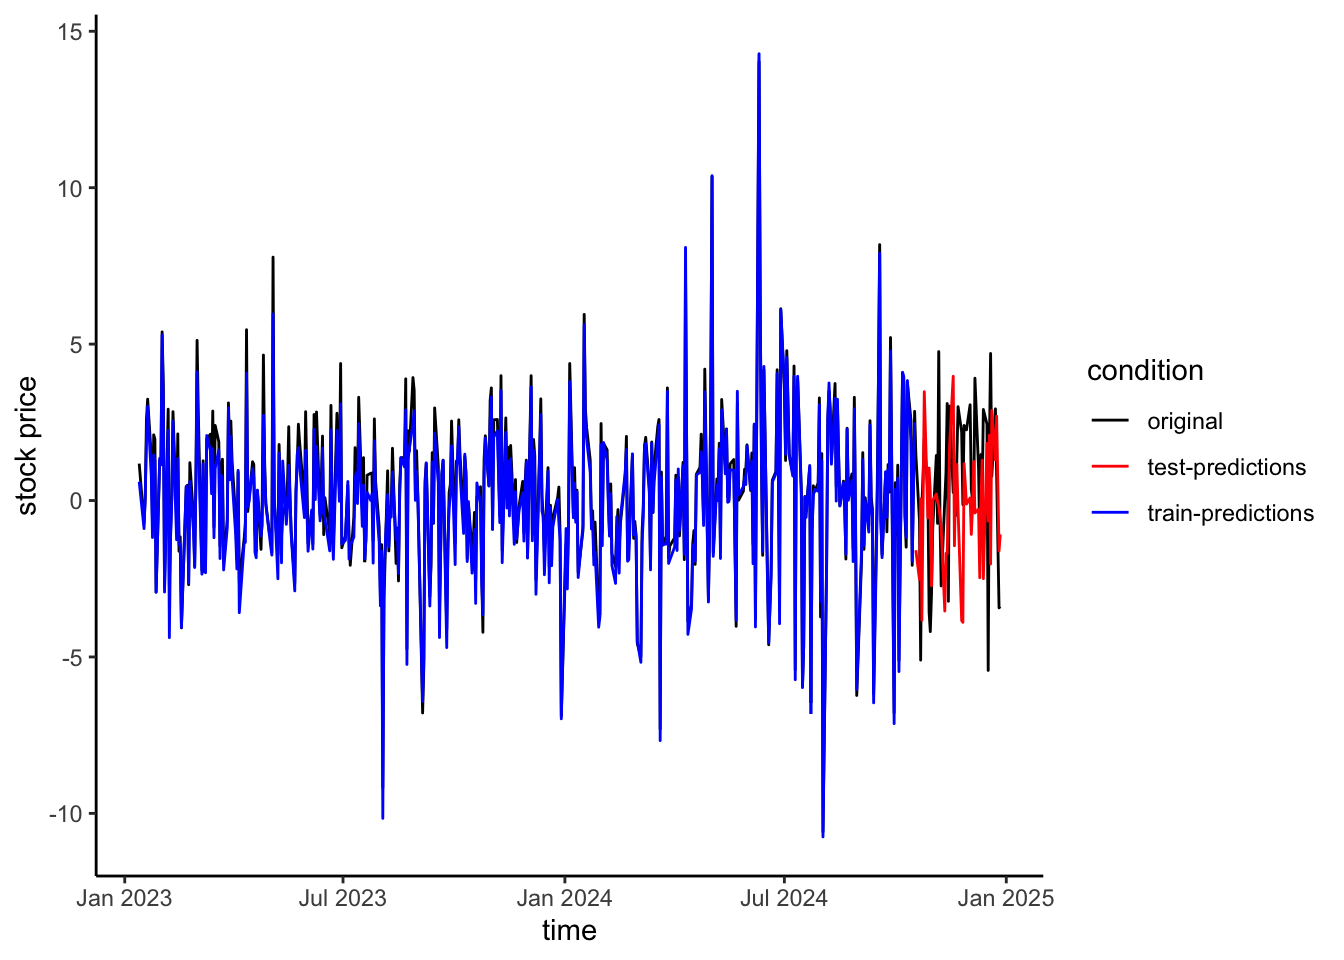 15
10
5
0
-5
-10
stock price
Jan 2023
Jul 2023
Jan 2024
Jul 2024
Jan 2025
time
condition
original
test-predictions
train-predictions